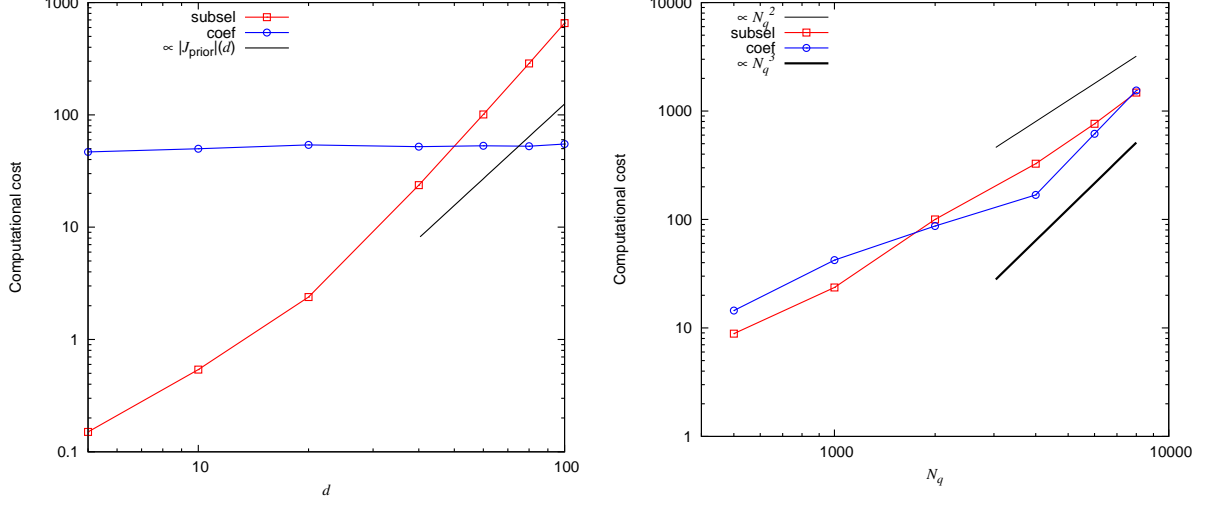 1000
100
10
1
0.1
10
100
Computational cost
d
subsel
coef
∝ |J_prior|(d)
10000
1000
100
10
1
1000
10000
Computational cost
N_q
∝ N_q^2
subsel
coef
∝ N_q^3